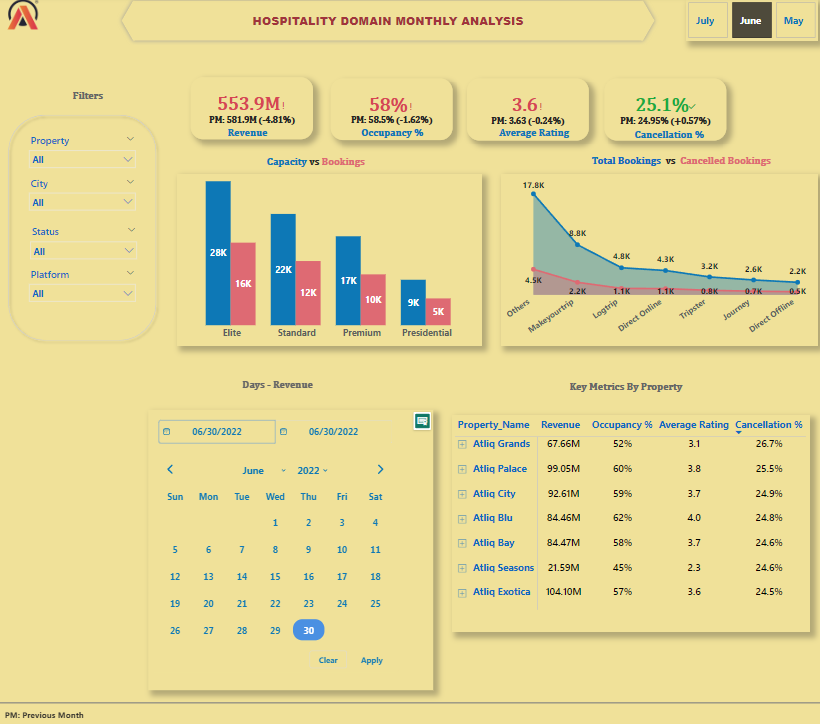 HOSPITALITY DOMAIN MONTHLY ANALYSIS
July June May
Filters
Property
All
City
All
Status
All
Platform
All
553.9M!
PM: 581.9M (-4.81%)
Revenue
58%!
PM: 58.5% (-1.62%)
Occupancy %
3.6!
PM: 3.63 (-0.24%)
Average Rating
25.1%
PM: 24.95% (+0.57%)
Cancellation %
Capacity vs Bookings
28K 16K 22K 12K 17K 10K 9K 5K
Elite Standard Premium Presidential
Total Bookings vs Cancelled Bookings
17.8K 8.8K 4.8K 4.3K 3.2K 2.6K 2.2K
4.5K 2.2K 1.1K 1.1K 0.8K 0.7K 0.5K
Others Makeyourtrip Logtrip Direct Online Tripster Journey Direct Offline
Days - Revenue
06/30/2022 06/30/2022
June 2022
Sun Mon Tue Wed Thu Fri Sat
1 2 3 4
5 6 7 8 9 10 11
12 13 14 15 16 17 18
19 20 21 22 23 24 25
26 27 28 29 30
Clear Apply
Key Metrics By Property
Property_Name Revenue Occupancy % Average Rating Cancellation %
Atliq Grands 67.66M 52% 3.1 26.7%
Atliq Palace 99.05M 60% 3.8 25.5%
Atliq City 92.61M 59% 3.7 24.9%
Atliq Blu 84.46M 62% 4.0 24.8%
Atliq Bay 84.47M 58% 3.7 24.6%
Atliq Seasons 21.59M 45% 2.3 24.6%
Atliq Exotica 104.10M 57% 3.6 24.5%
PM: Previous Month